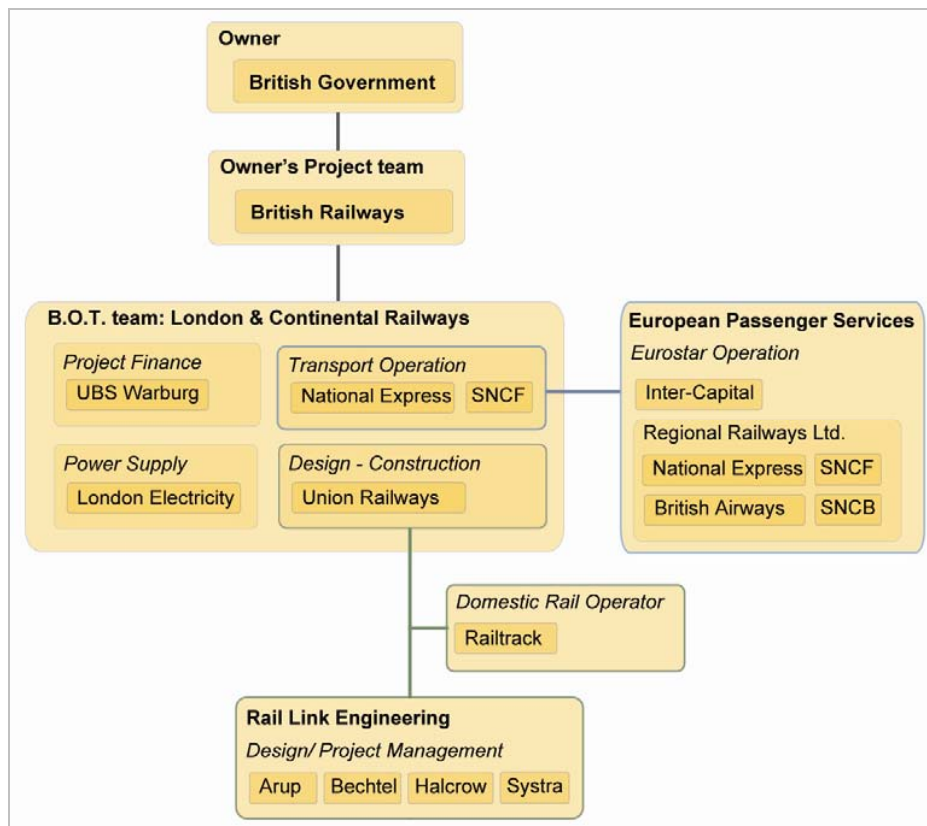 Owner
British Government
Owner's Project team
British Railways
B.O.T. team: London & Continental Railways
Project Finance
UBS Warburg
Transport Operation
National Express SNCF
Power Supply
London Electricity
Design - Construction
Union Railways
European Passenger Services
Eurostar Operation
Inter-Capital
Regional Railways Ltd.
National Express SNCF
British Airways SNCB
Domestic Rail Operator
Railtrack
Rail Link Engineering
Design/ Project Management
Arup Bechtel Halcrow Systra